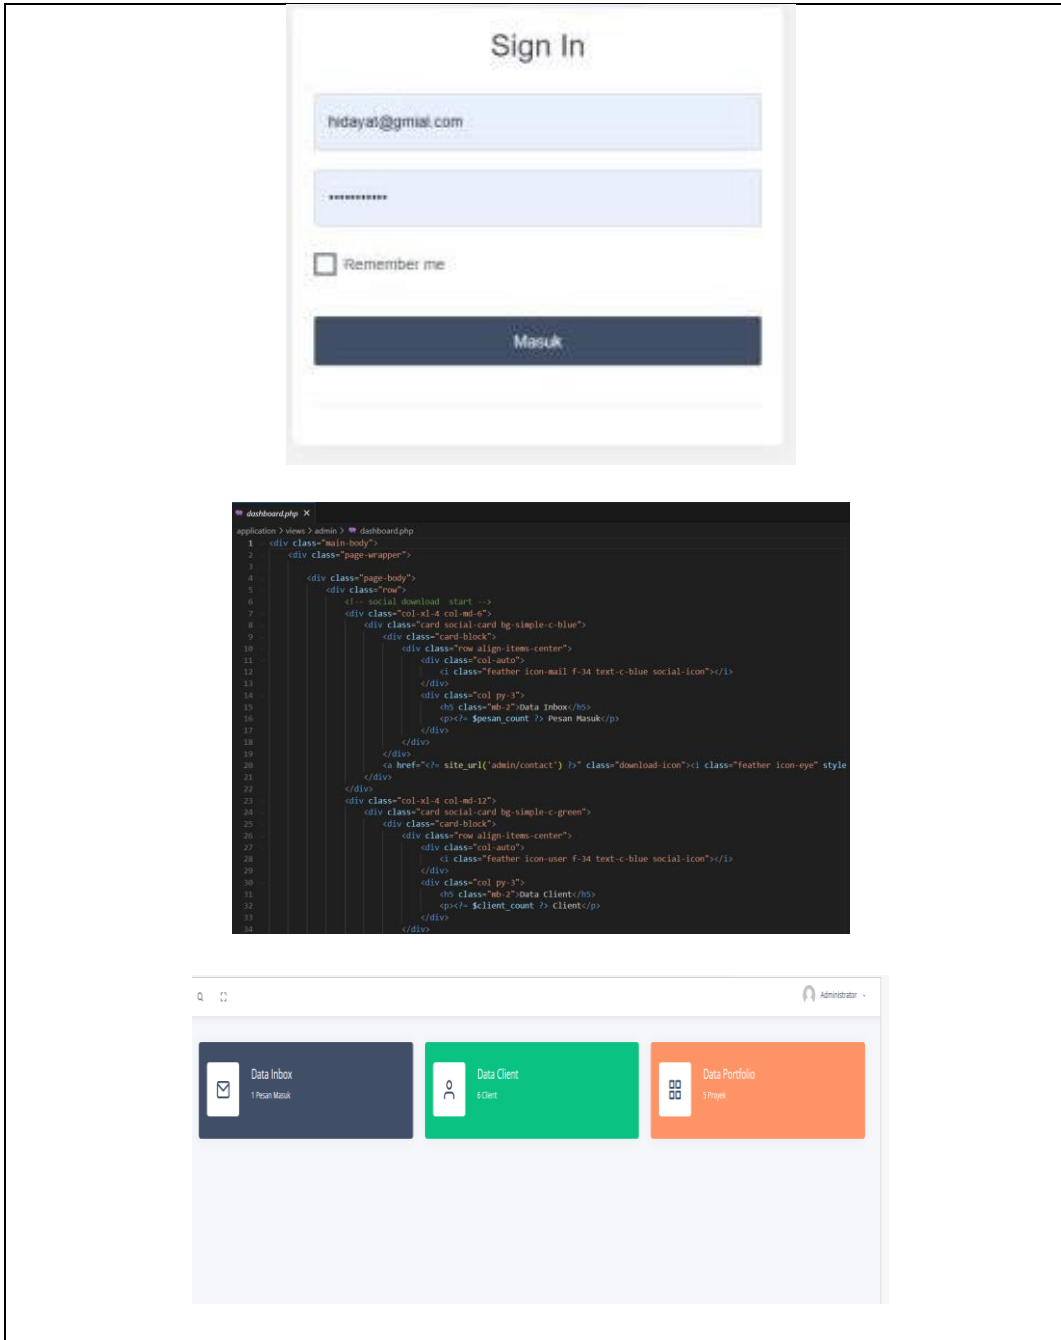 Sign In
hidayat@gmial.com
Remember me
Masuk
dashboard.php X
application > views > admin > dashboard.php
1 <div class="main-body">
2 <div class="page-wrapper">
3
4 <div class="page-body">
5 <div class="row">
6 <!-- social download start -->
7 <div class="col-xl-4 col-md-6">
8 <div class="card social-card bg-simple-c-blue">
9 <div class="card-block">
10 <div class="row align-items-center">
11 <div class="col-auto">
12 <i class="feather icon-mail f-34 text-c-blue social-icon"></i>
13 </div>
14 <div class="col py-3">
15 <h5 class="mb-2">Data Inbox</h5>
16 <p><?= $pesan_count ?> Pesan Masuk</p>
17 </div>
18 </div>
19 </div>
20 <a href="<?= site_url('admin/contact') ?>" class="download-icon"><i class="feather icon-eye" style
21 </div>
22 </div>
23 <div class="col-xl-4 col-md-12">
24 <div class="card social-card bg-simple-c-green">
25 <div class="card-block">
26 <div class="row align-items-center">
27 <div class="col-auto">
28 <i class="feather icon-user f-34 text-c-blue social-icon"></i>
29 </div>
30 <div class="col py-3">
31 <h5 class="mb-2">Data Client</h5>
32 <p><?= $client_count ?> Client</p>
33 </div>
34 </div>
Administrator
Data Inbox
1 Pesan Masuk
Data Client
6 Client
Data Portfolio
5 Proyek